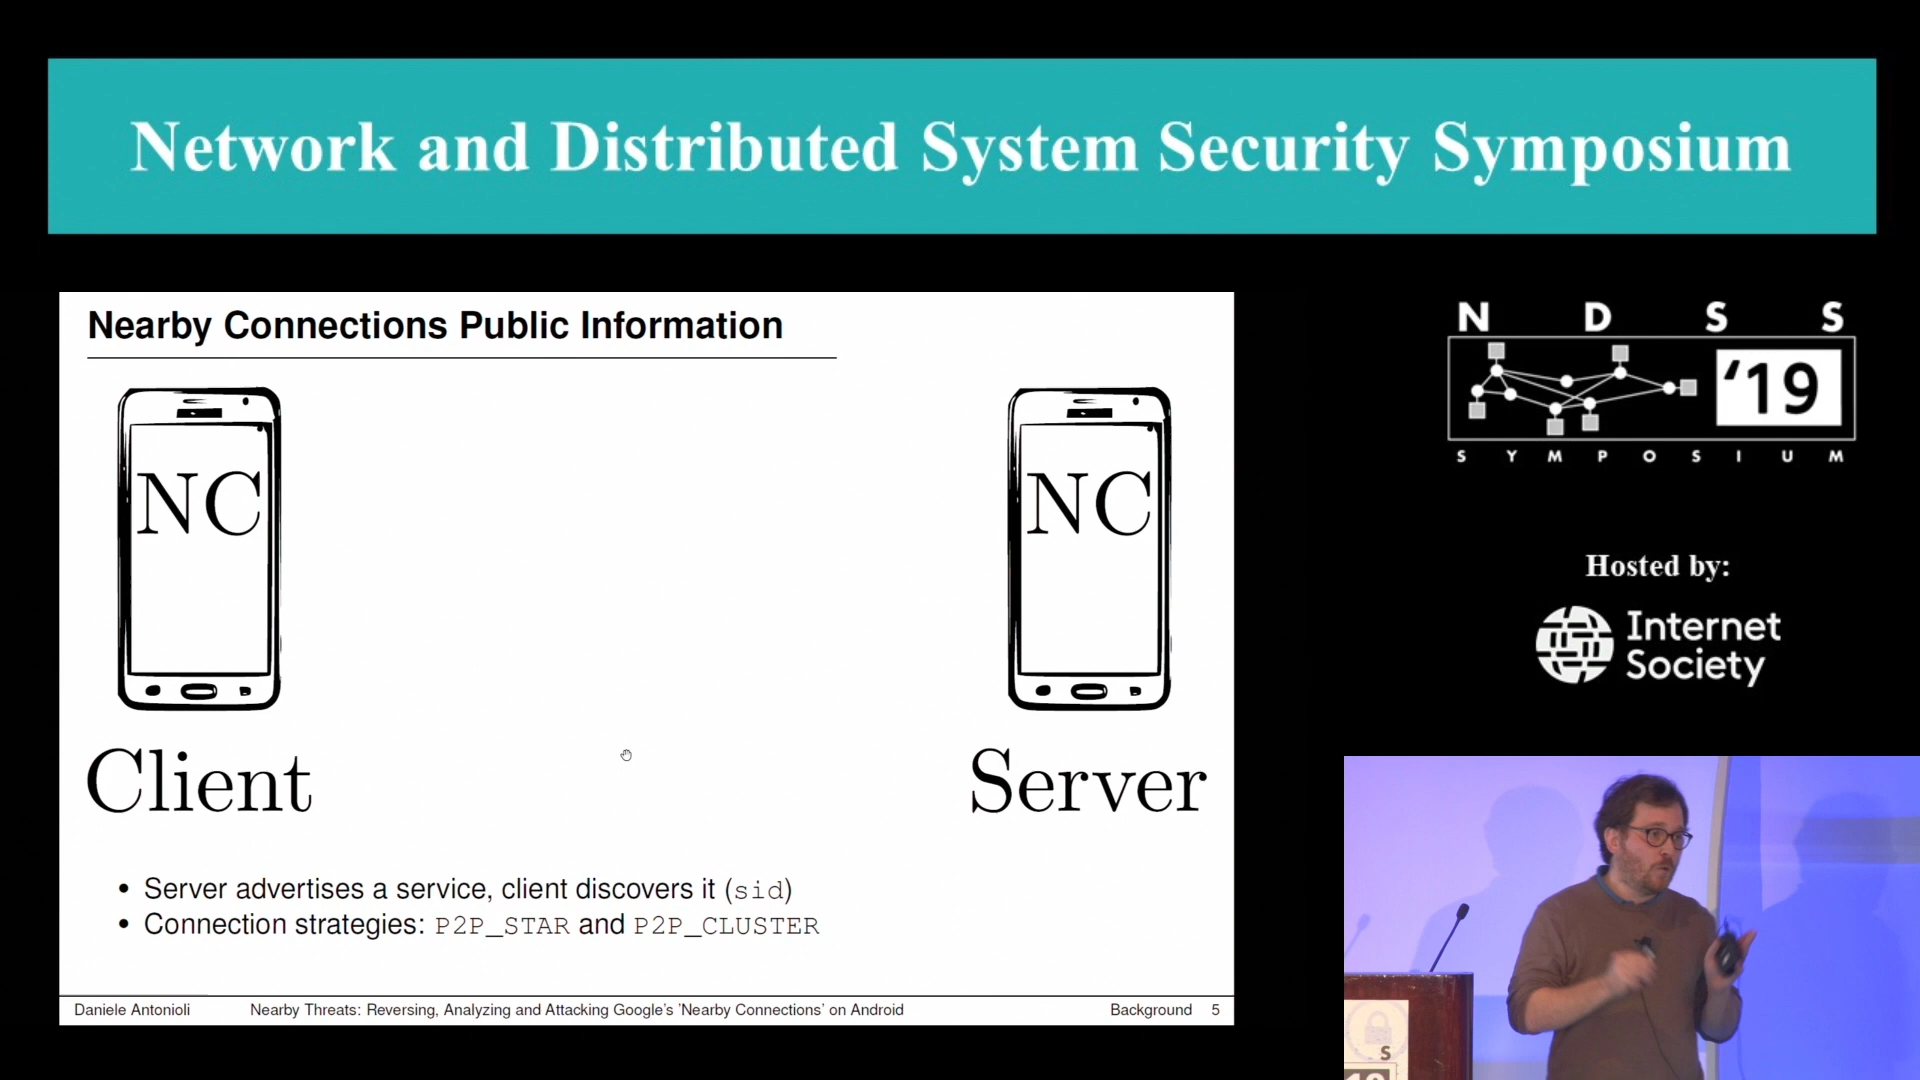 Network and Distributed System Security Symposium
Nearby Connections Public Information
NC
NC
Client
Server
• Server advertises a service, client discovers it (sid)
• Connection strategies: P2P_STAR and P2P_CLUSTER
Daniele Antonioli Nearby Threats: Reversing, Analyzing and Attacking Google's 'Nearby Connections' on Android Background 5
N D S S
'19
S Y M P O S I U M
Hosted by:
Internet
Society
S